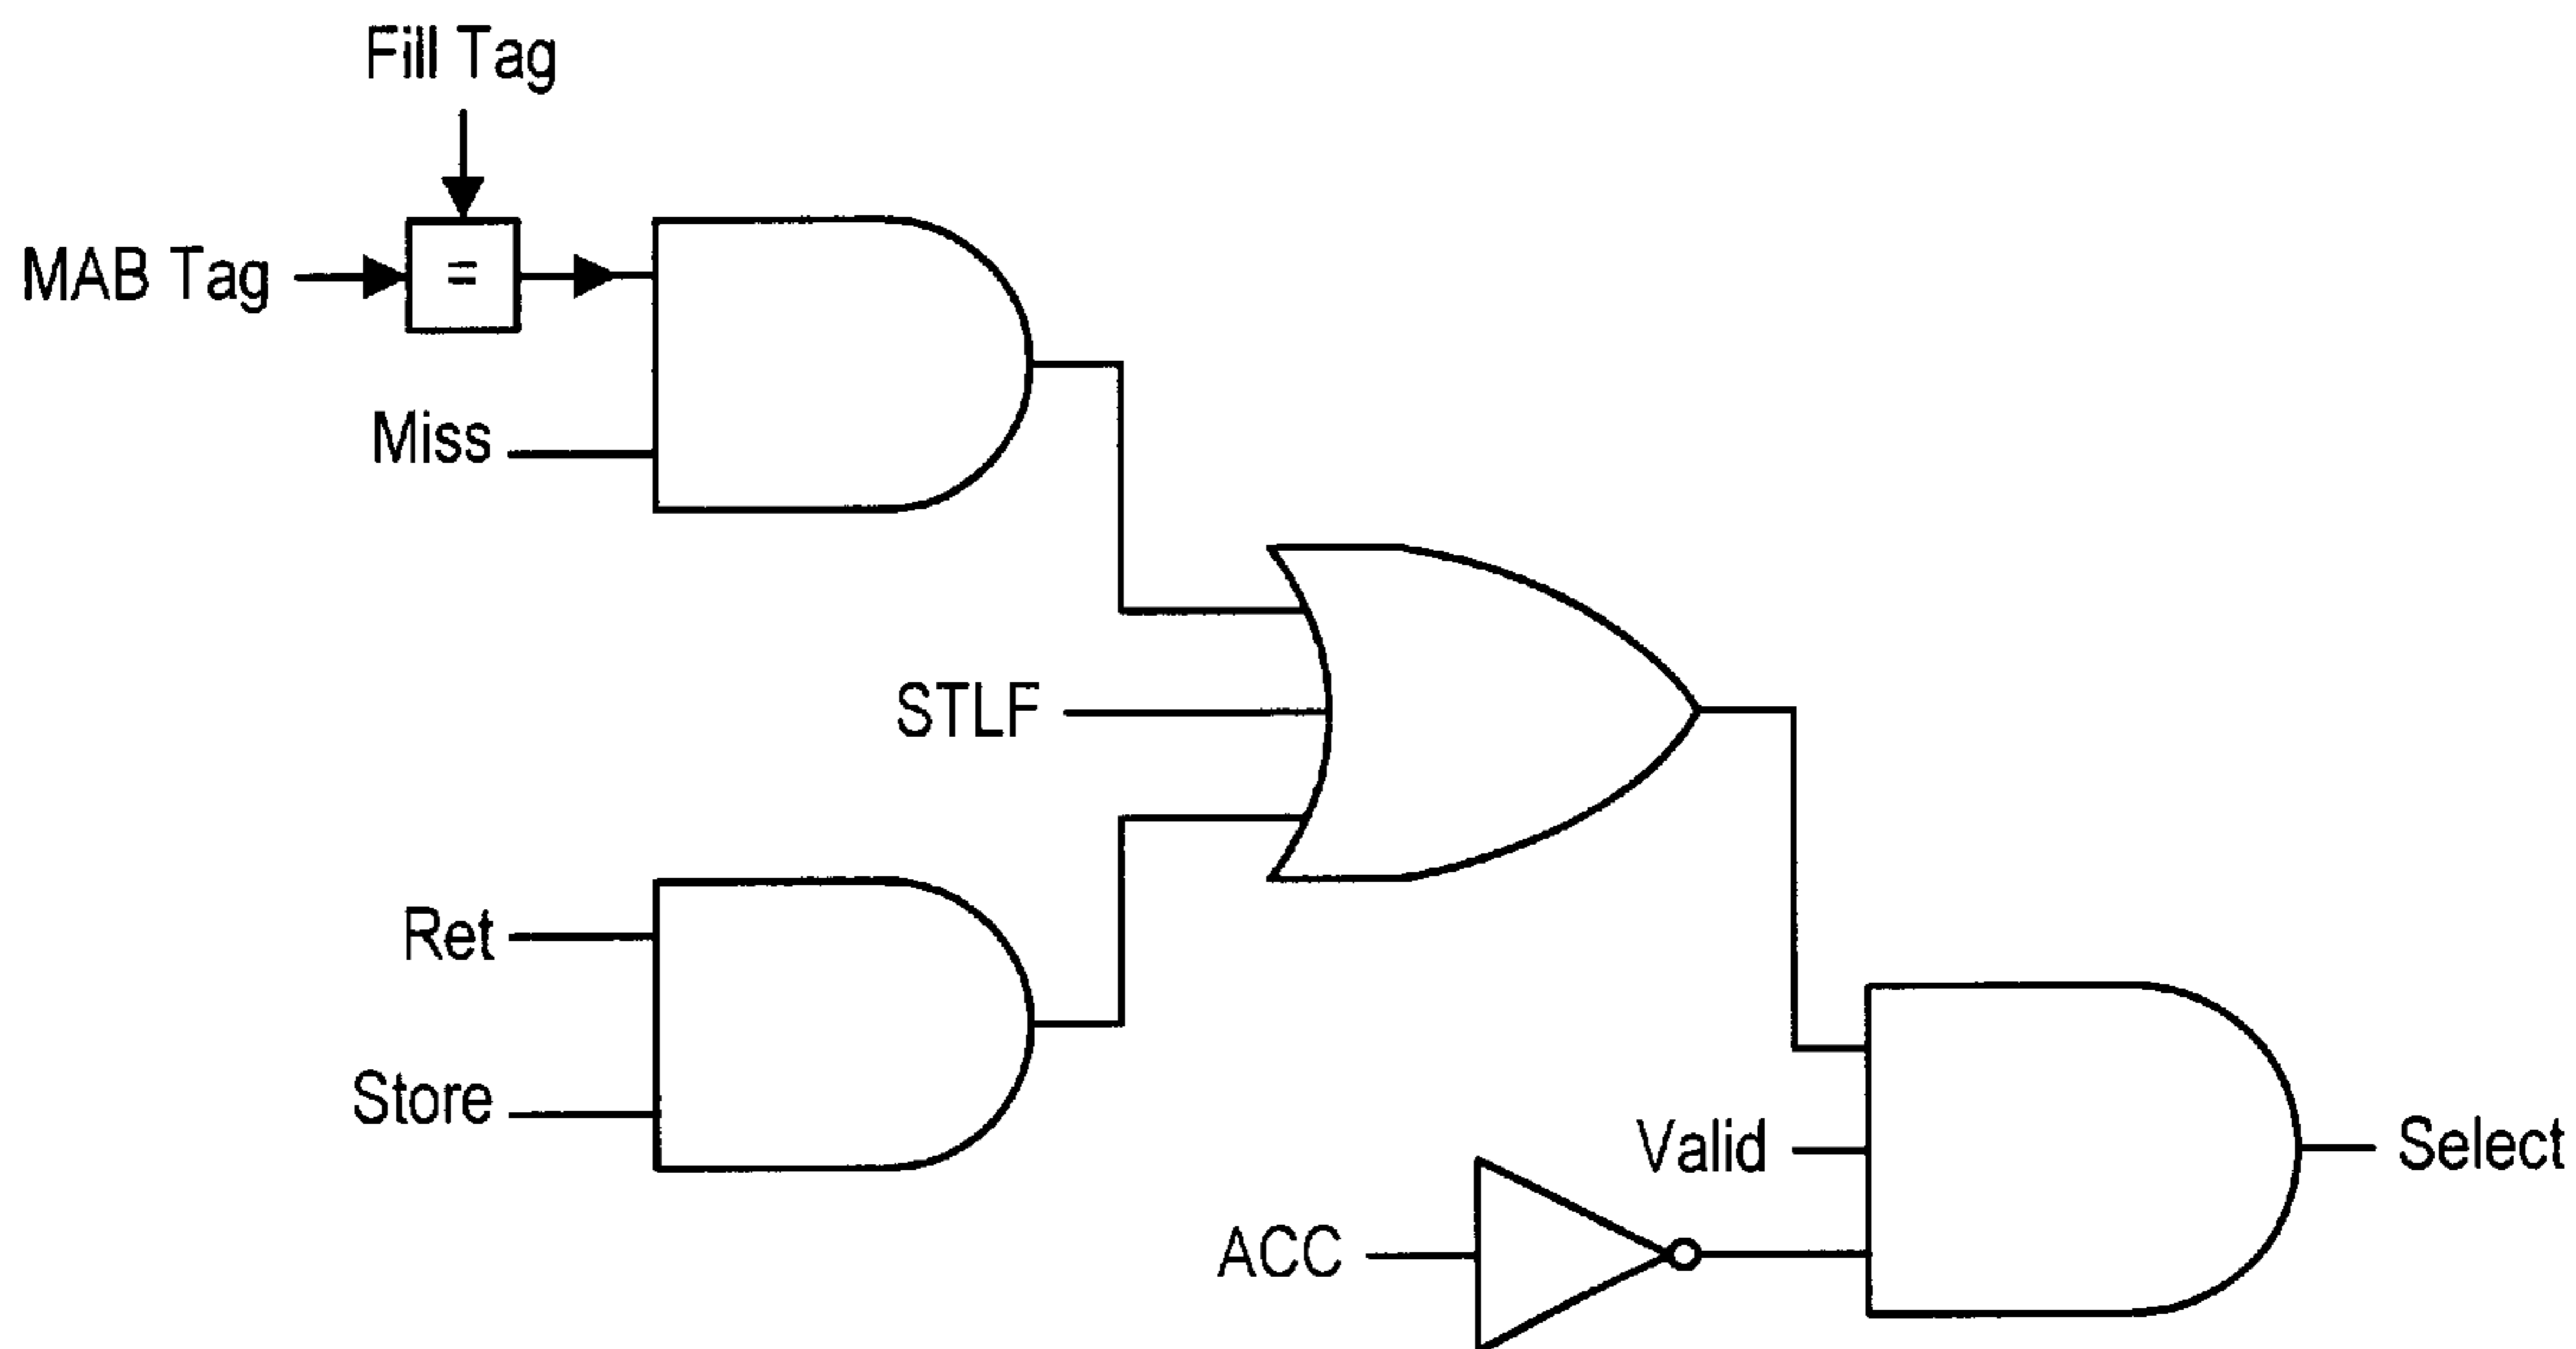 Fill Tag
MAB Tag
=
Miss
STLF
Ret
Store
Valid
Select
ACC